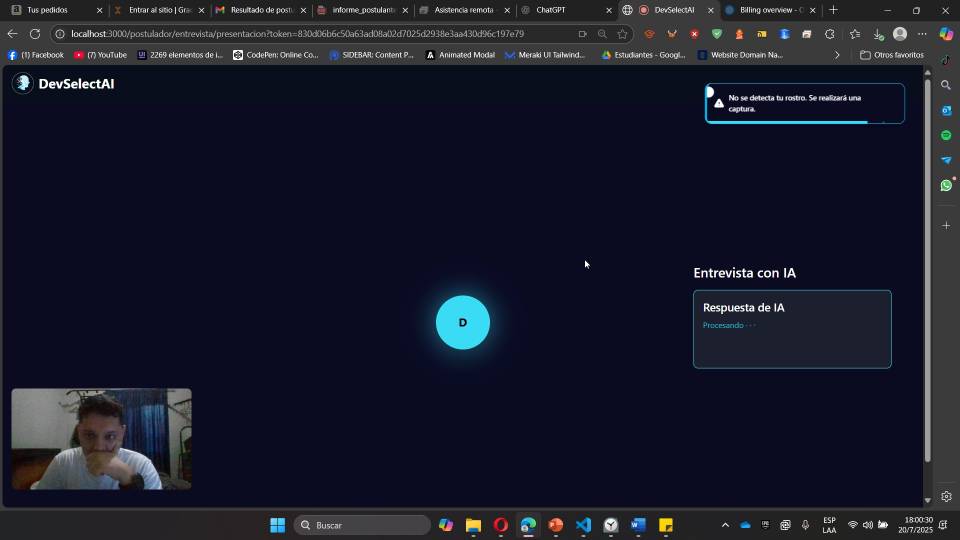 Tus pedidos
Entrar al sitio | Grac
Resultado de postu
informe_postulante
Asistencia remota
ChatGPT
DevSelectAI
Billing overview - O
localhost:3000/postulador/entrevista/presentacion?token=830d06b6c50a63ad08a02d7025d2938e3aa430d96c197e79
(1) Facebook
(7) YouTube
2269 elementos de i...
CodePen: Online Co...
SIDEBAR: Content P...
Animated Modal
Meraki UI Tailwind...
Estudiantes - Googl...
Website Domain Na...
Otros favoritos
DevSelectAI
No se detecta tu rostro. Se realizará una
captura.
Entrevista con IA
Respuesta de IA
Procesando · · ·
D
Buscar
ESP
LAA
18:00:30
20/7/2025